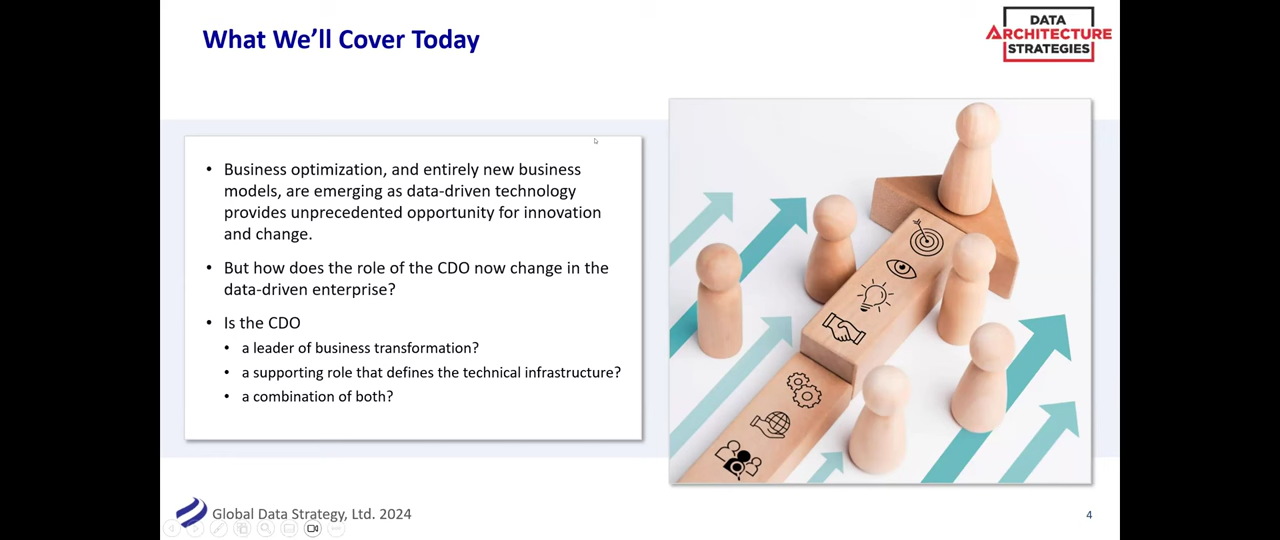 What We’ll Cover Today
DATA
ARCHITECTURE
STRATEGIES
• Business optimization, and entirely new business
models, are emerging as data-driven technology
provides unprecedented opportunity for innovation
and change.
• But how does the role of the CDO now change in the
data-driven enterprise?
• Is the CDO
• a leader of business transformation?
• a supporting role that defines the technical infrastructure?
• a combination of both?
Global Data Strategy, Ltd. 2024
4